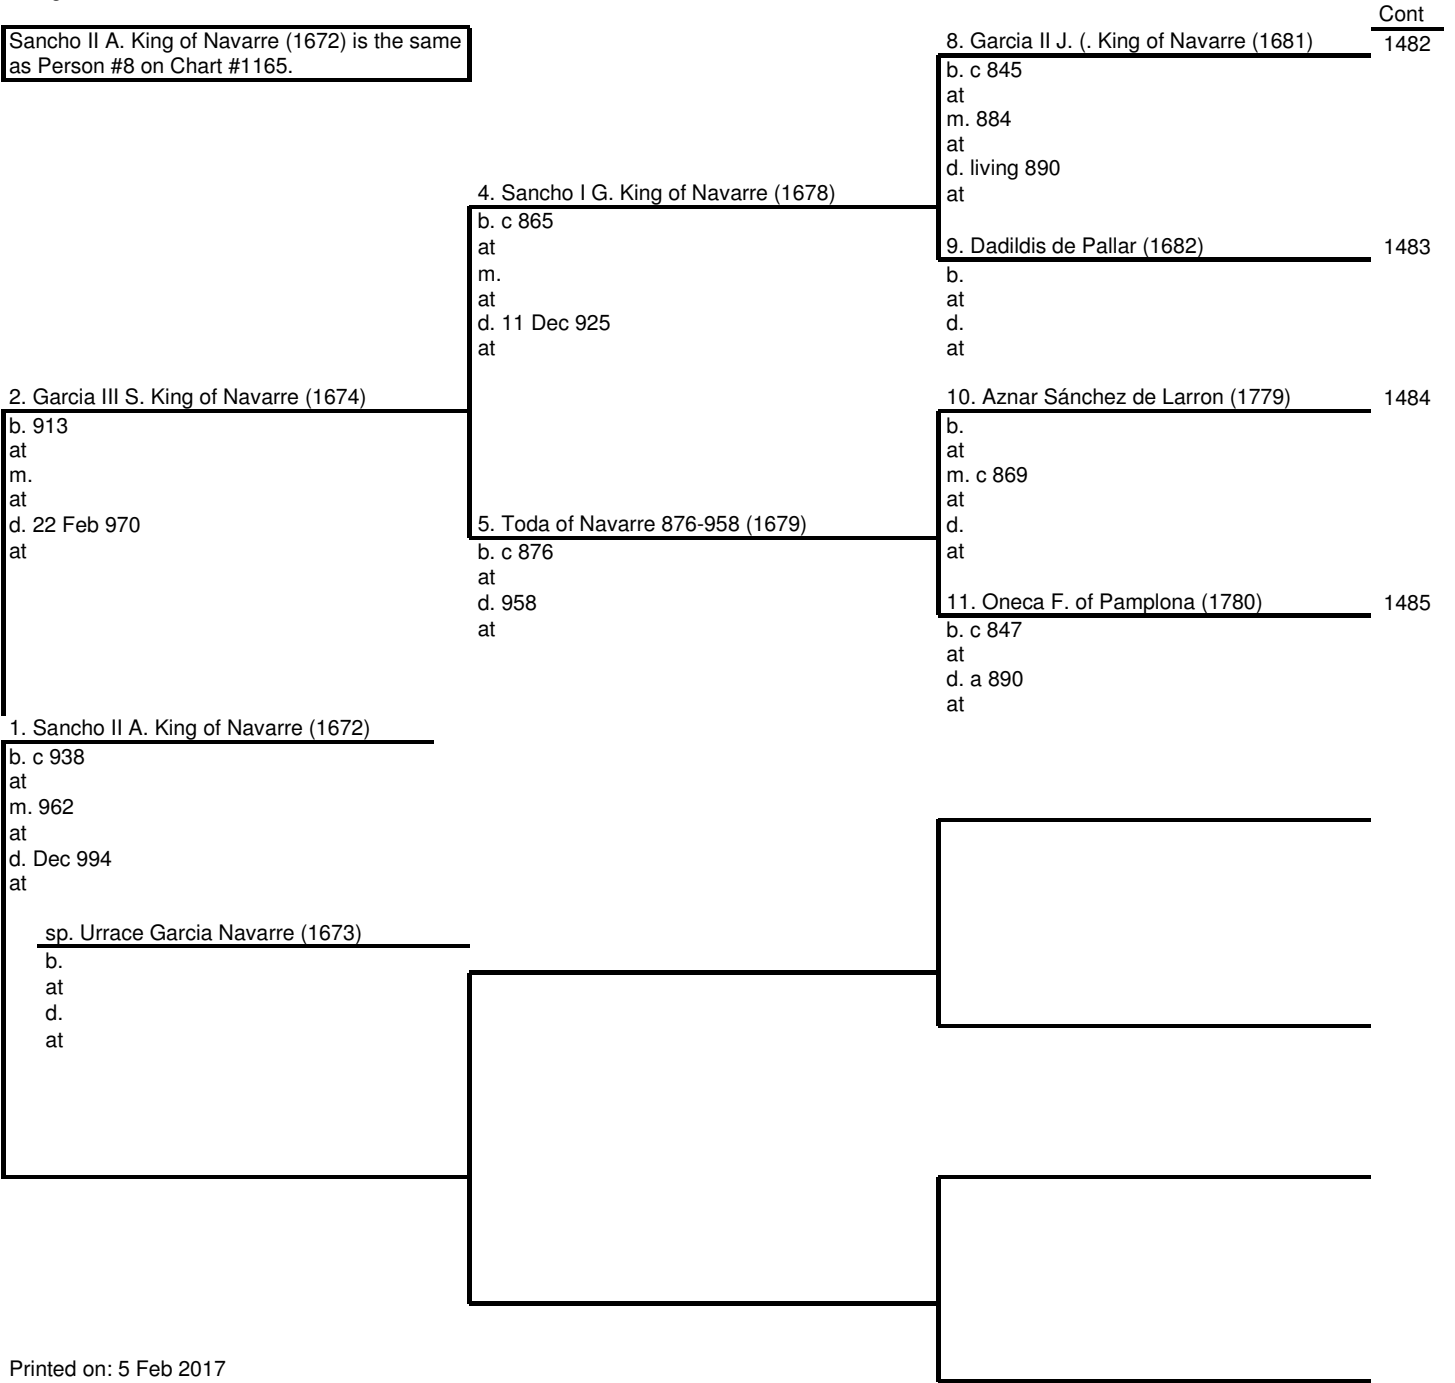 Cont
Sancho II A. King of Navarre (1672) is the same
as Person #8 on Chart #1165.
8. Garcia II J. (. King of Navarre (1681)
1482
b. c 845
at
m. 884
at
d. living 890
at
4. Sancho I G. King of Navarre (1678)
b. c 865
at
m.
at
d. 11 Dec 925
at
9. Dadildis de Pallar (1682)
1483
b.
at
d.
at
2. Garcia III S. King of Navarre (1674)
b. 913
at
m.
at
d. 22 Feb 970
at
10. Aznar Sánchez de Larron (1779)
1484
b.
at
m. c 869
at
d.
at
5. Toda of Navarre 876-958 (1679)
b. c 876
at
d. 958
at
11. Oneca F. of Pamplona (1780)
1485
b. c 847
at
d. a 890
at
1. Sancho II A. King of Navarre (1672)
b. c 938
at
m. 962
at
d. Dec 994
at
sp. Urrace Garcia Navarre (1673)
b.
at
d.
at
Printed on: 5 Feb 2017